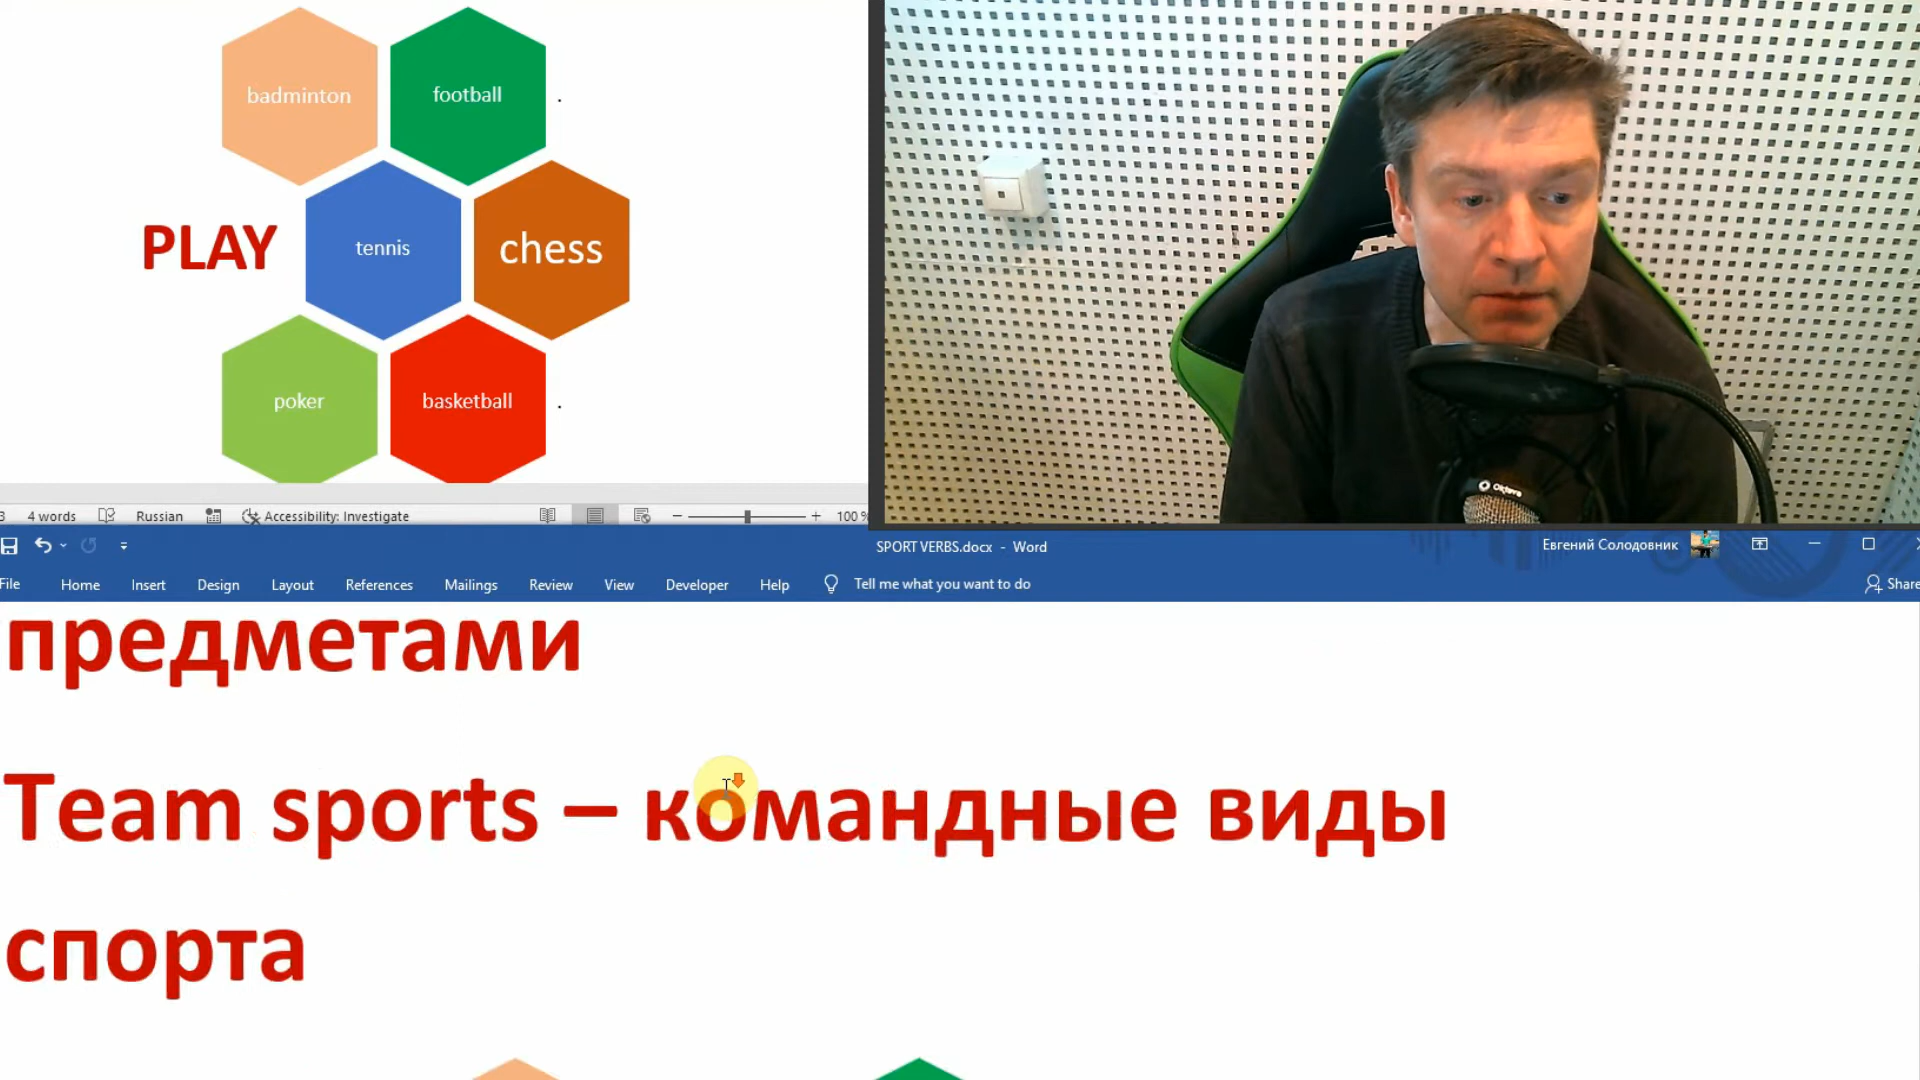 badminton
football
.
PLAY
tennis
chess
poker
basketball
.
4 words
Russian
Accessibility: Investigate
100 %
SPORT VERBS.docx - Word
Евгений Солодовник
File
Home
Insert
Design
Layout
References
Mailings
Review
View
Developer
Help
Tell me what you want to do
Share
предметами
Team sports – командные виды
спорта
Oktava